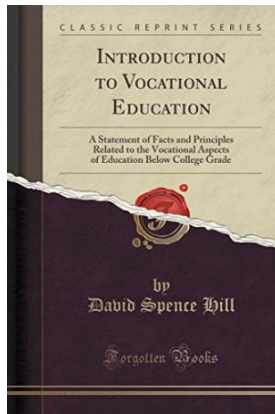 CLASSIC REPRINT SERIES
INTRODUCTION
TO VOCATIONAL
EDUCATION
A Statement of Facts and Principles
Related to the Vocational Aspects
of Education Below College Grade
by
David Spence Hill
Forgotten Books